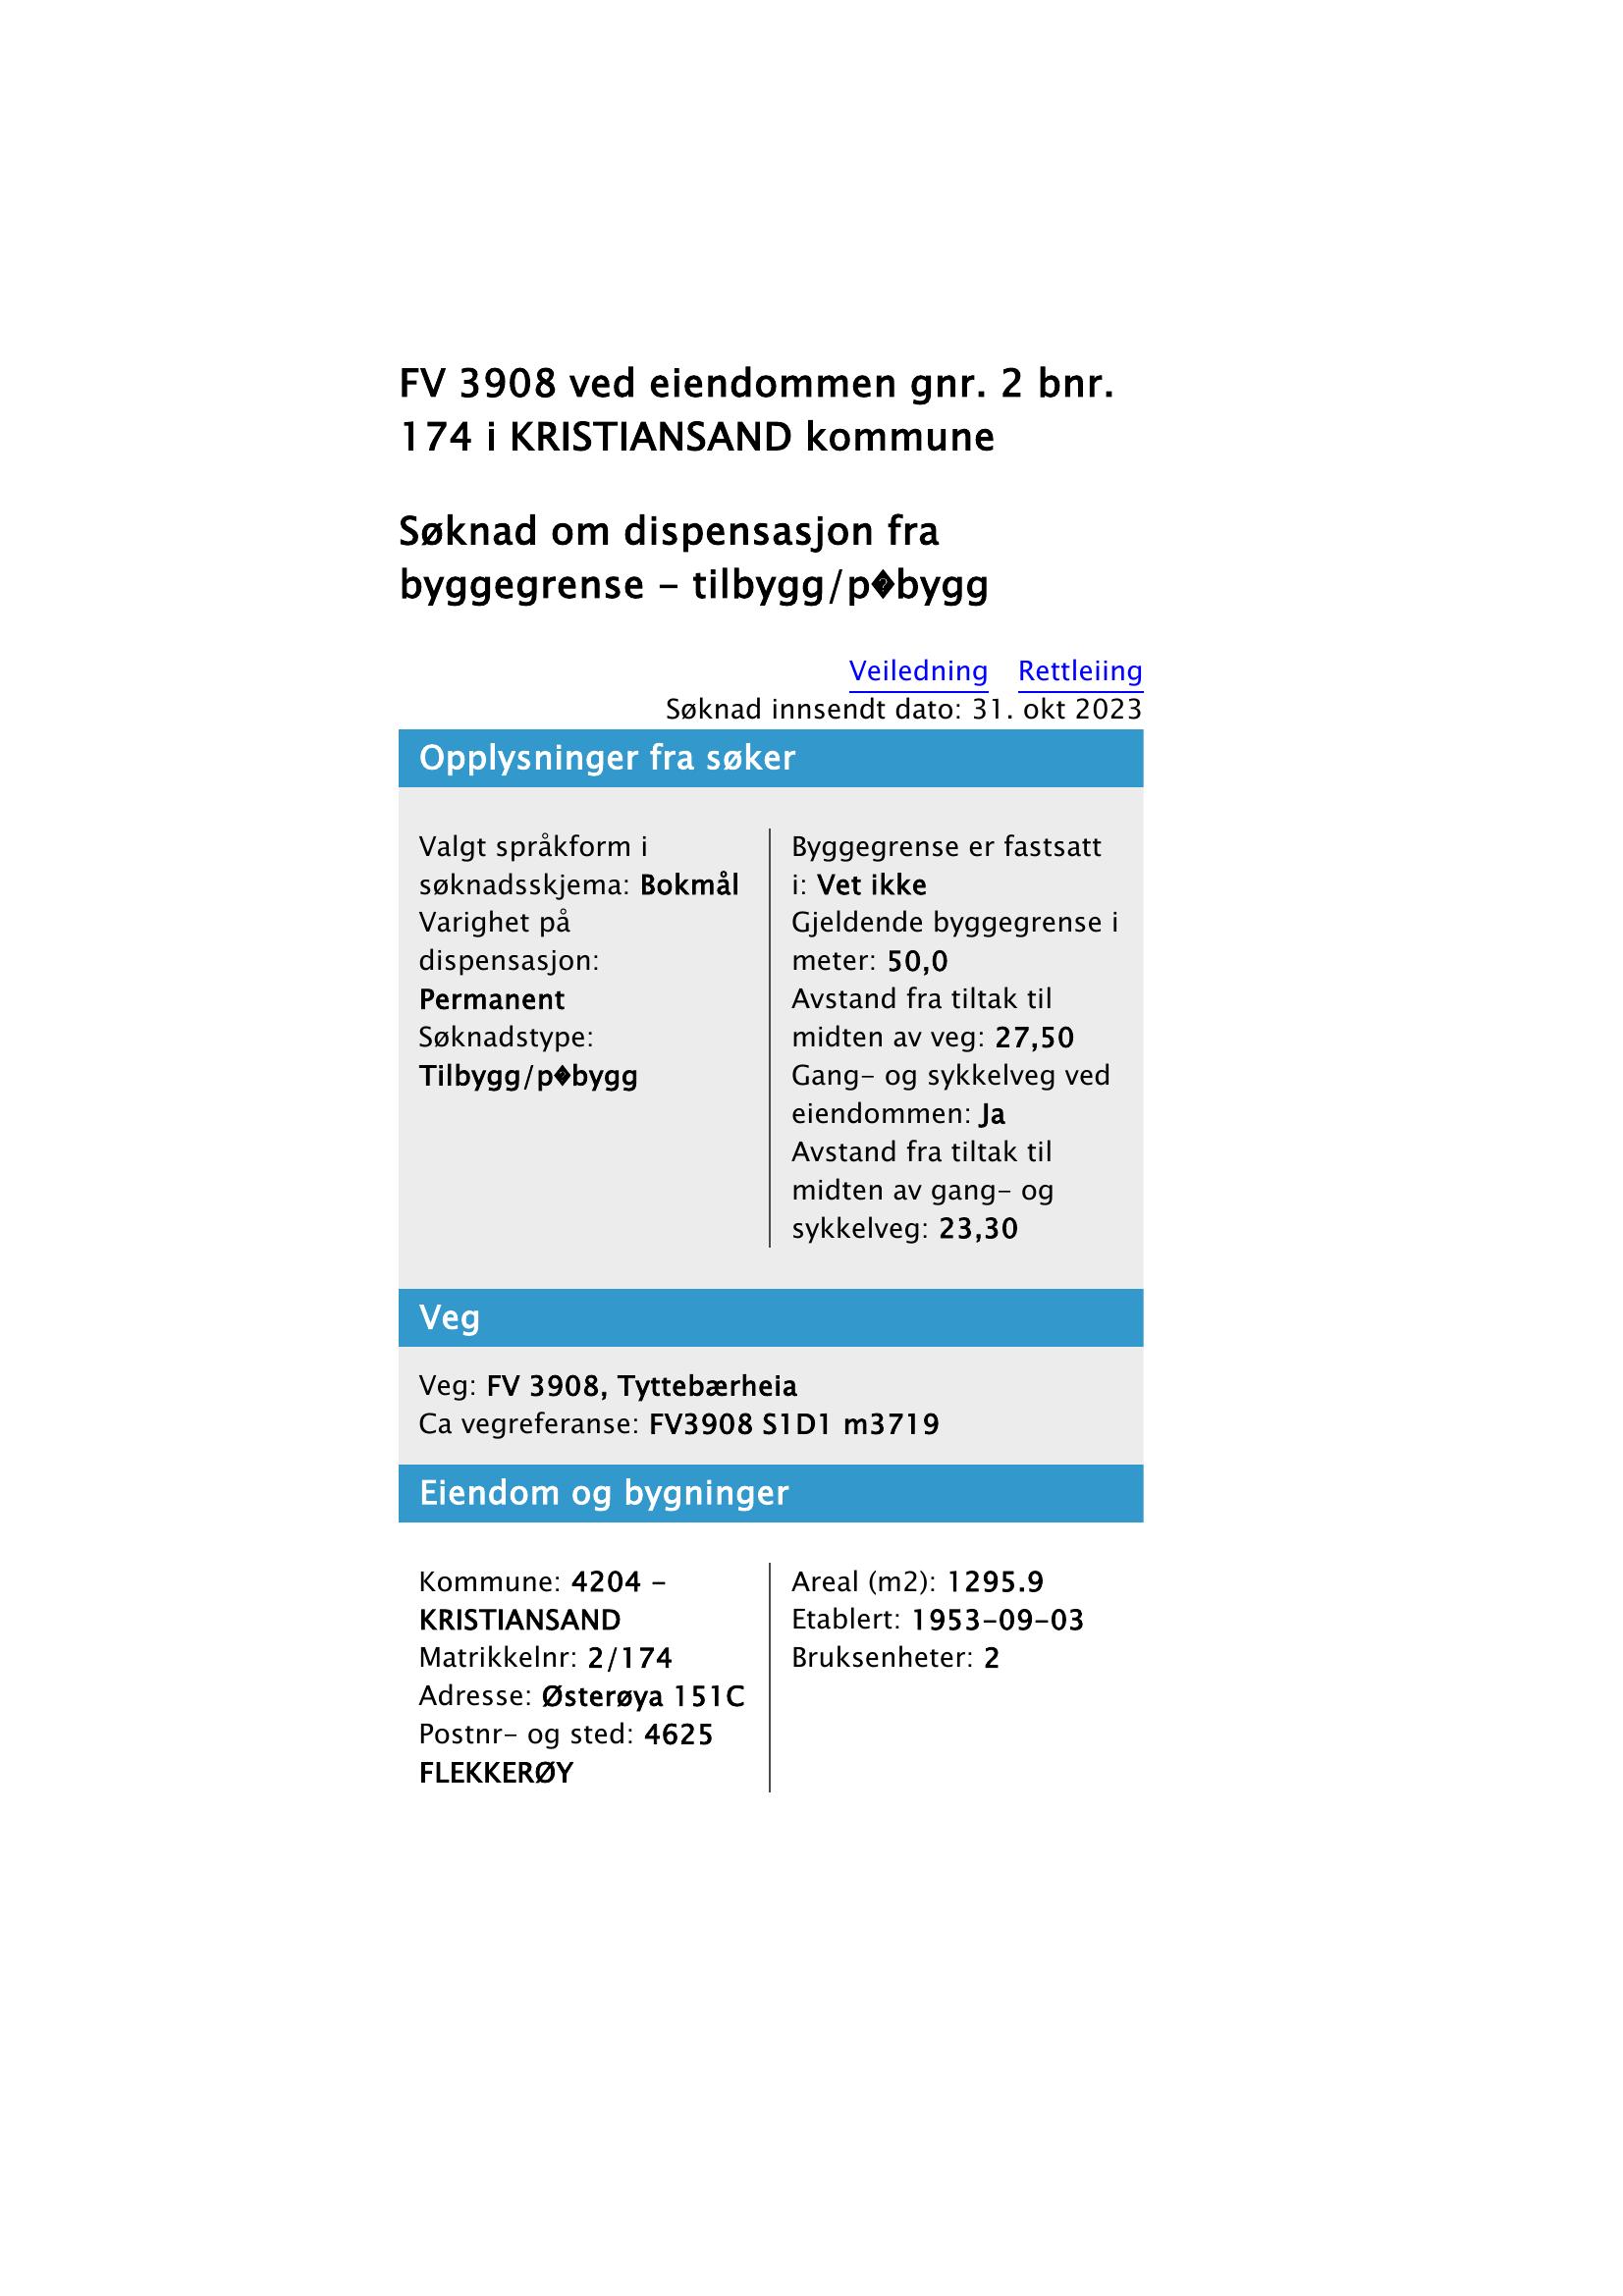 FV 3908 ved eiendommen gnr. 2 bnr.
174 i KRISTIANSAND kommune
Søknad om dispensasjon fra
byggegrense - tilbygg/p�bygg
Veiledning Rettleiing
Søknad innsendt dato: 31. okt 2023
Opplysninger fra søker
Valgt språkform i
søknadsskjema: Bokmål
Varighet på
dispensasjon:
Permanent
Søknadstype:
Tilbygg/p�bygg
Byggegrense er fastsatt
i: Vet ikke
Gjeldende byggegrense i
meter: 50,0
Avstand fra tiltak til
midten av veg: 27,50
Gang- og sykkelveg ved
eiendommen: Ja
Avstand fra tiltak til
midten av gang- og
sykkelveg: 23,30
Veg
Veg: FV 3908, Tyttebærheia
Ca vegreferanse: FV3908 S1D1 m3719
Eiendom og bygninger
Kommune: 4204 -
KRISTIANSAND
Matrikkelnr: 2/174
Adresse: Østerøya 151C
Postnr- og sted: 4625
FLEKKERØY
Areal (m2): 1295.9
Etablert: 1953-09-03
Bruksenheter: 2